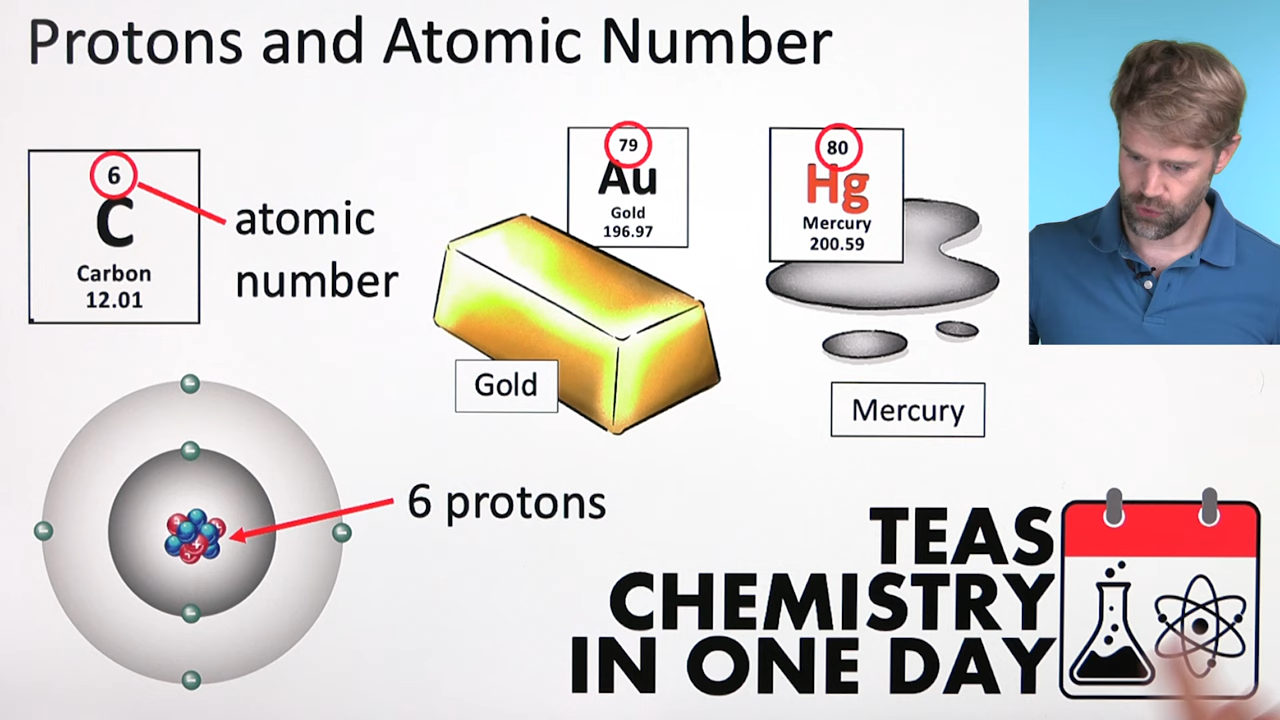 Protons and Atomic Number
6
C
Carbon
12.01
atomic
number
79
Au
Gold
196.97
80
Hg
Mercury
200.59
Gold
Mercury
6 protons
TEAS
CHEMISTRY
IN ONE DAY